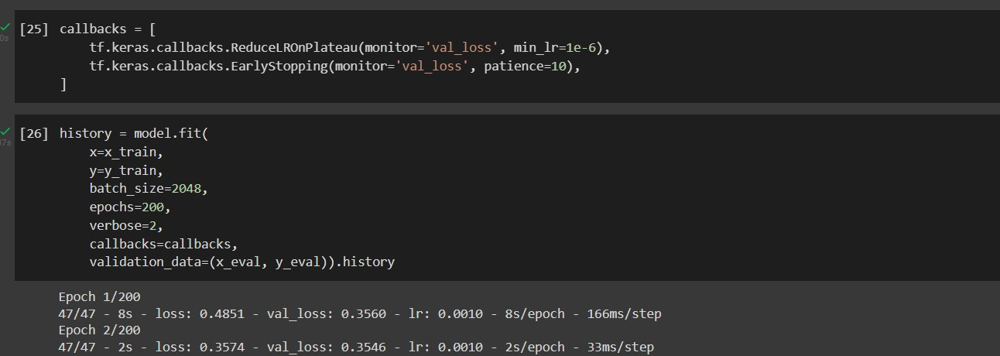 [25] callbacks = [
0s
tf.keras.callbacks.ReduceLROnPlateau(monitor='val_loss', min_lr=1e-6),
tf.keras.callbacks.EarlyStopping(monitor='val_loss', patience=10),
]
[26] history = model.fit(
x=x_train,
y=y_train,
batch_size=2048,
epochs=200,
verbose=2,
callbacks=callbacks,
validation_data=(x_eval, y_eval)).history
Epoch 1/200
47/47 - 8s - loss: 0.4851 - val_loss: 0.3560 - lr: 0.0010 - 8s/epoch - 166ms/step
Epoch 2/200
47/47 - 2s - loss: 0.3574 - val_loss: 0.3546 - lr: 0.0010 - 2s/epoch - 33ms/step